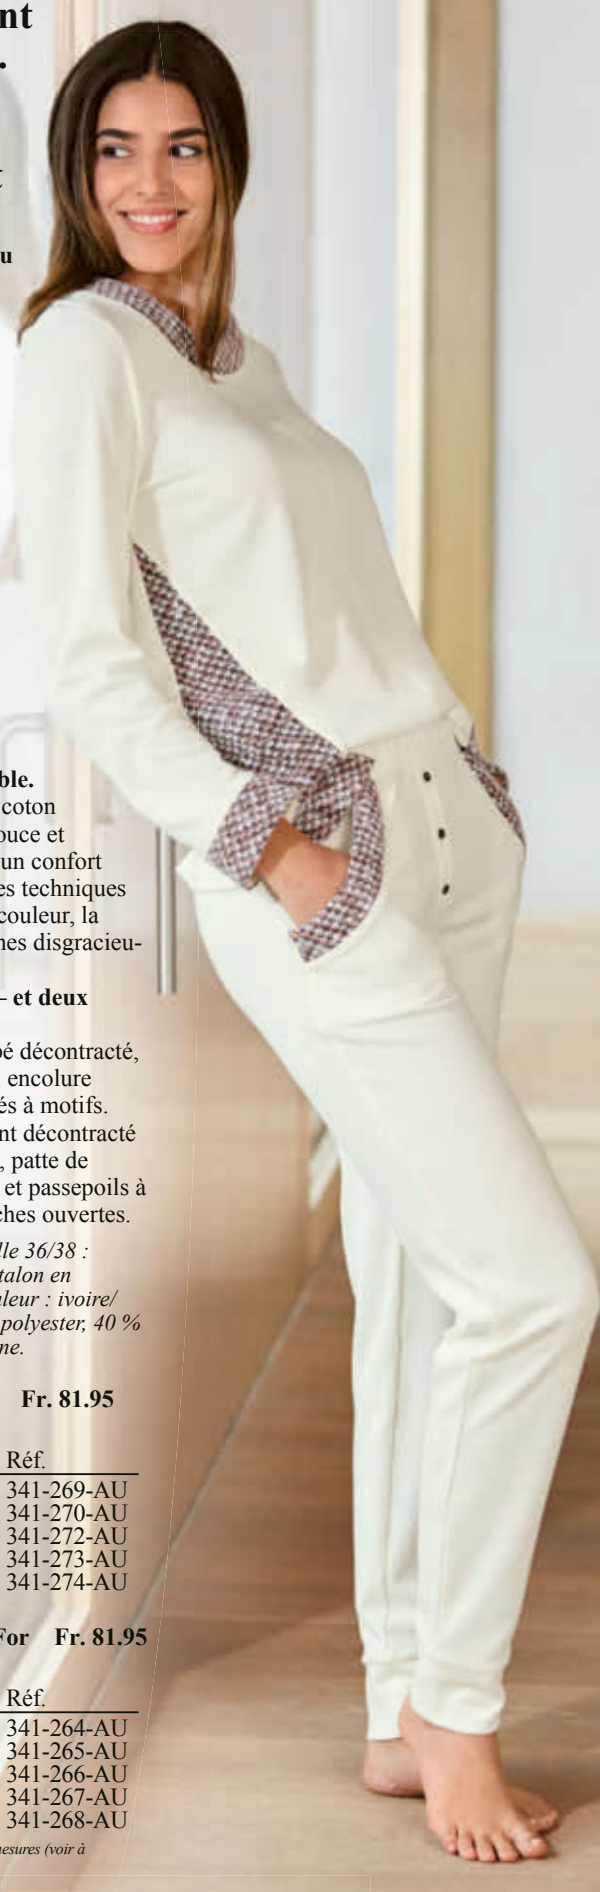 nt
.
t
u
ble.
coton
ouce et
un confort
es techniques
couleur, la
nes disgracieu-
– et deux
pé décontracté,
encolure
és à motifs.
nt décontracté
, patte de
et passepoils à
ches ouvertes.
lle 36/38 :
talon en
leur : ivoire/
polyester, 40 %
ne.
Fr. 81.95
Réf.
341-269-AU
341-270-AU
341-272-AU
341-273-AU
341-274-AU
For Fr. 81.95
Réf.
341-264-AU
341-265-AU
341-266-AU
341-267-AU
341-268-AU
esures (voir à